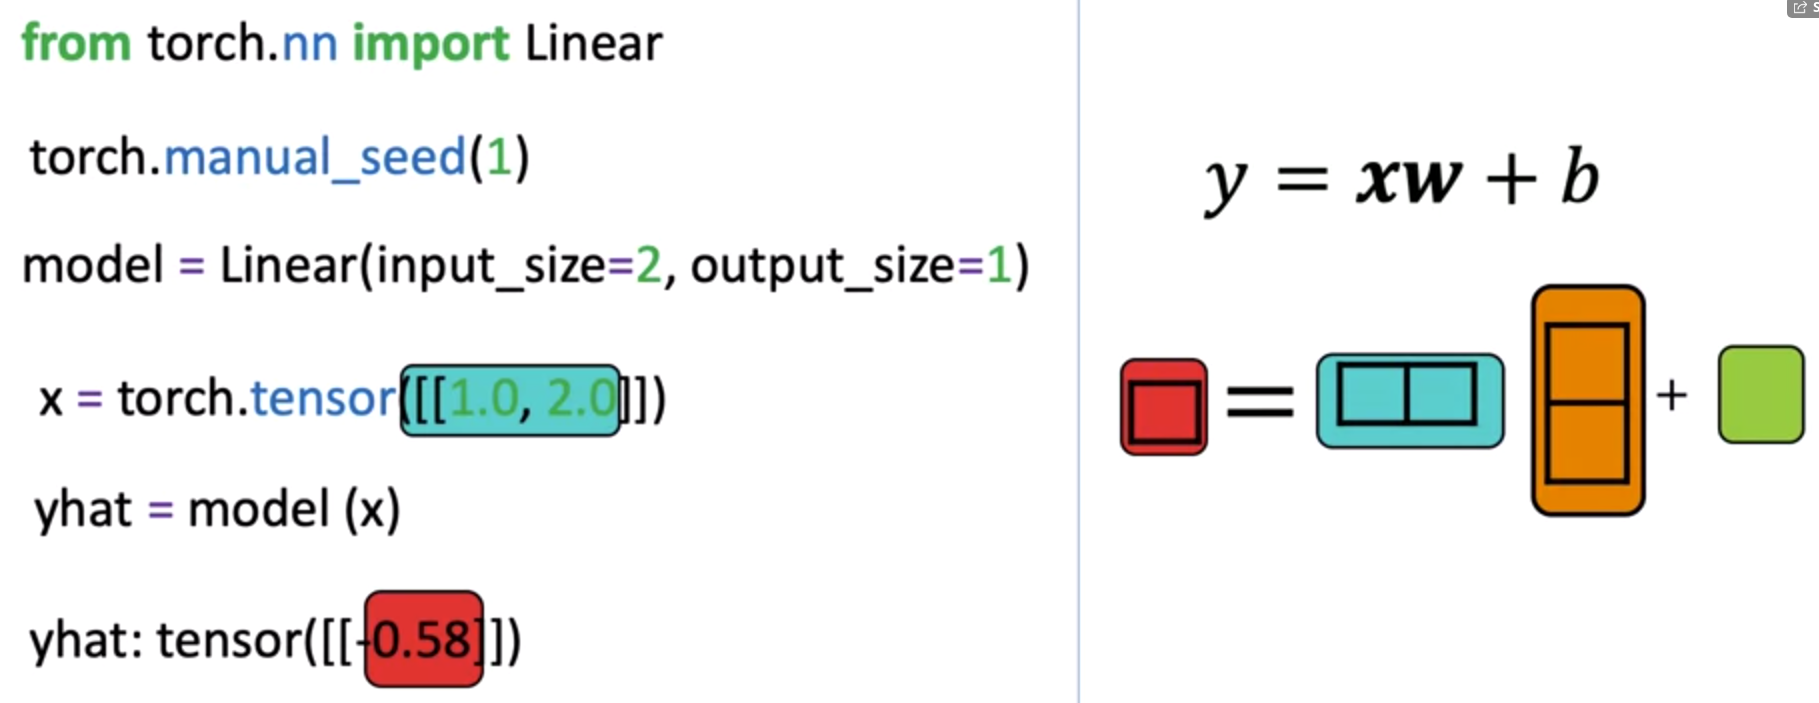 from torch.nn import Linear
torch.manual_seed(1)
model = Linear(input_size=2, output_size=1)
x = torch.tensor([[1.0, 2.0]])
yhat = model (x)
yhat: tensor([[-0.58]])
y = xw + b
= +